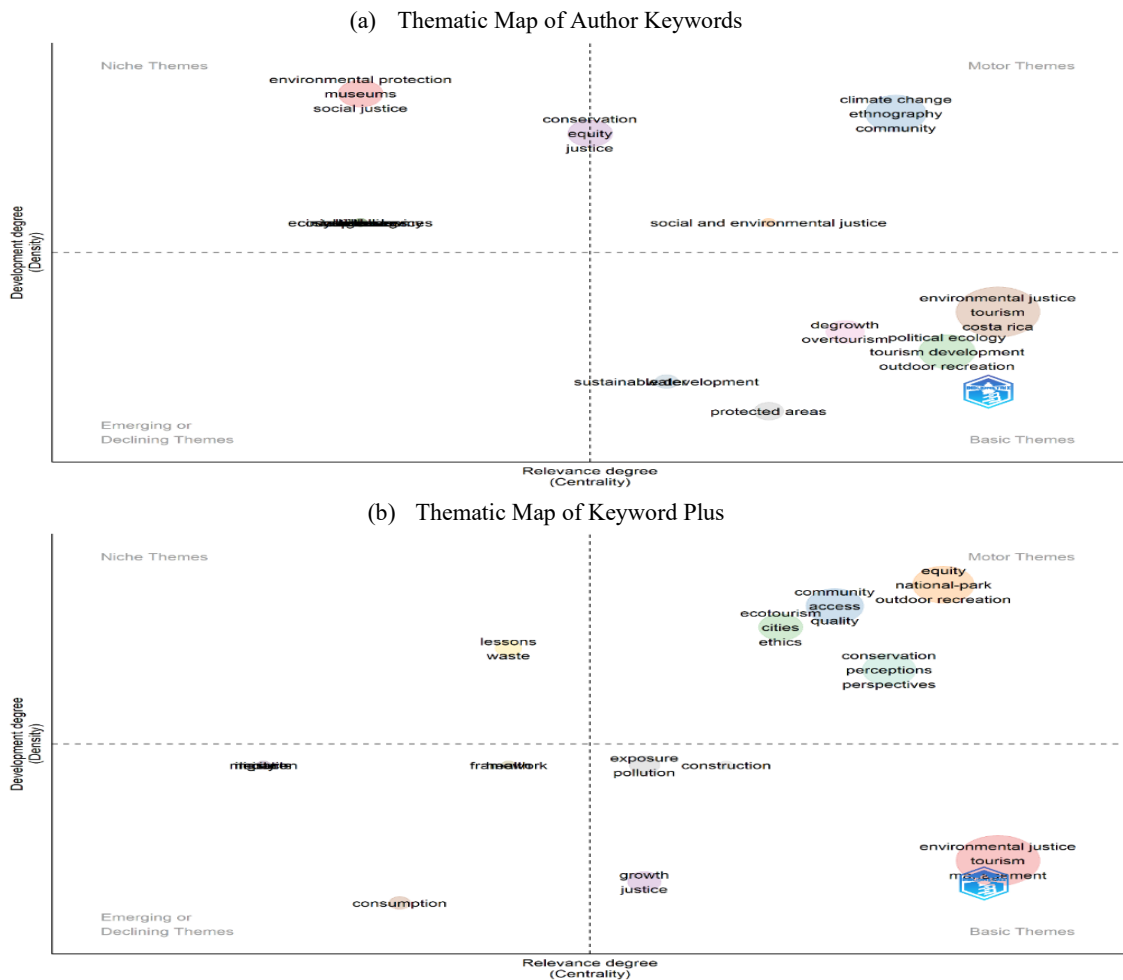 (a) Thematic Map of Author Keywords
Niche Themes
Motor Themes
environmental protection
museums
social justice
conservation
equity
justice
climate change
ethnography
community
social and environmental justice
Development degree
(Density)
environmental justice
tourism
costa rica
degrowth
overtourism
political ecology
tourism development
outdoor recreation
sustainable development
protected areas
Emerging or
Declining Themes
Basic Themes
Relevance degree
(Centrality)
(b) Thematic Map of Keyword Plus
Niche Themes
Motor Themes
equity
national-park
outdoor recreation
community
access
quality
ecotourism
cities
ethics
lessons
waste
conservation
perceptions
perspectives
Development degree
(Density)
framework
exposure
pollution
construction
environmental justice
tourism
management
growth
justice
consumption
Emerging or
Declining Themes
Basic Themes
Relevance degree
(Centrality)